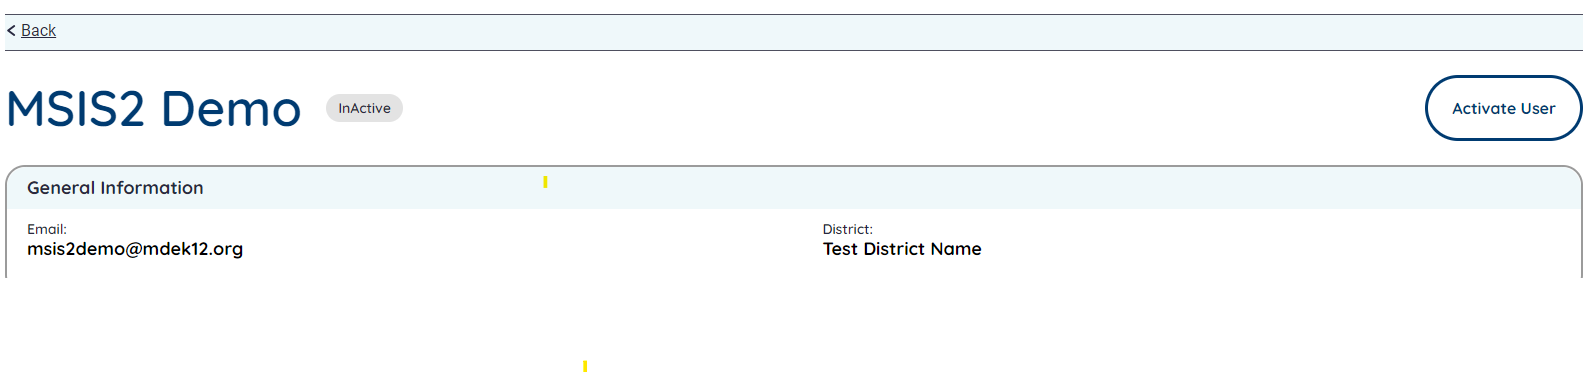 < Back
MSIS2 Demo InActive Activate User
General Information
Email: District:
msis2demo@mdek12.org Test District Name